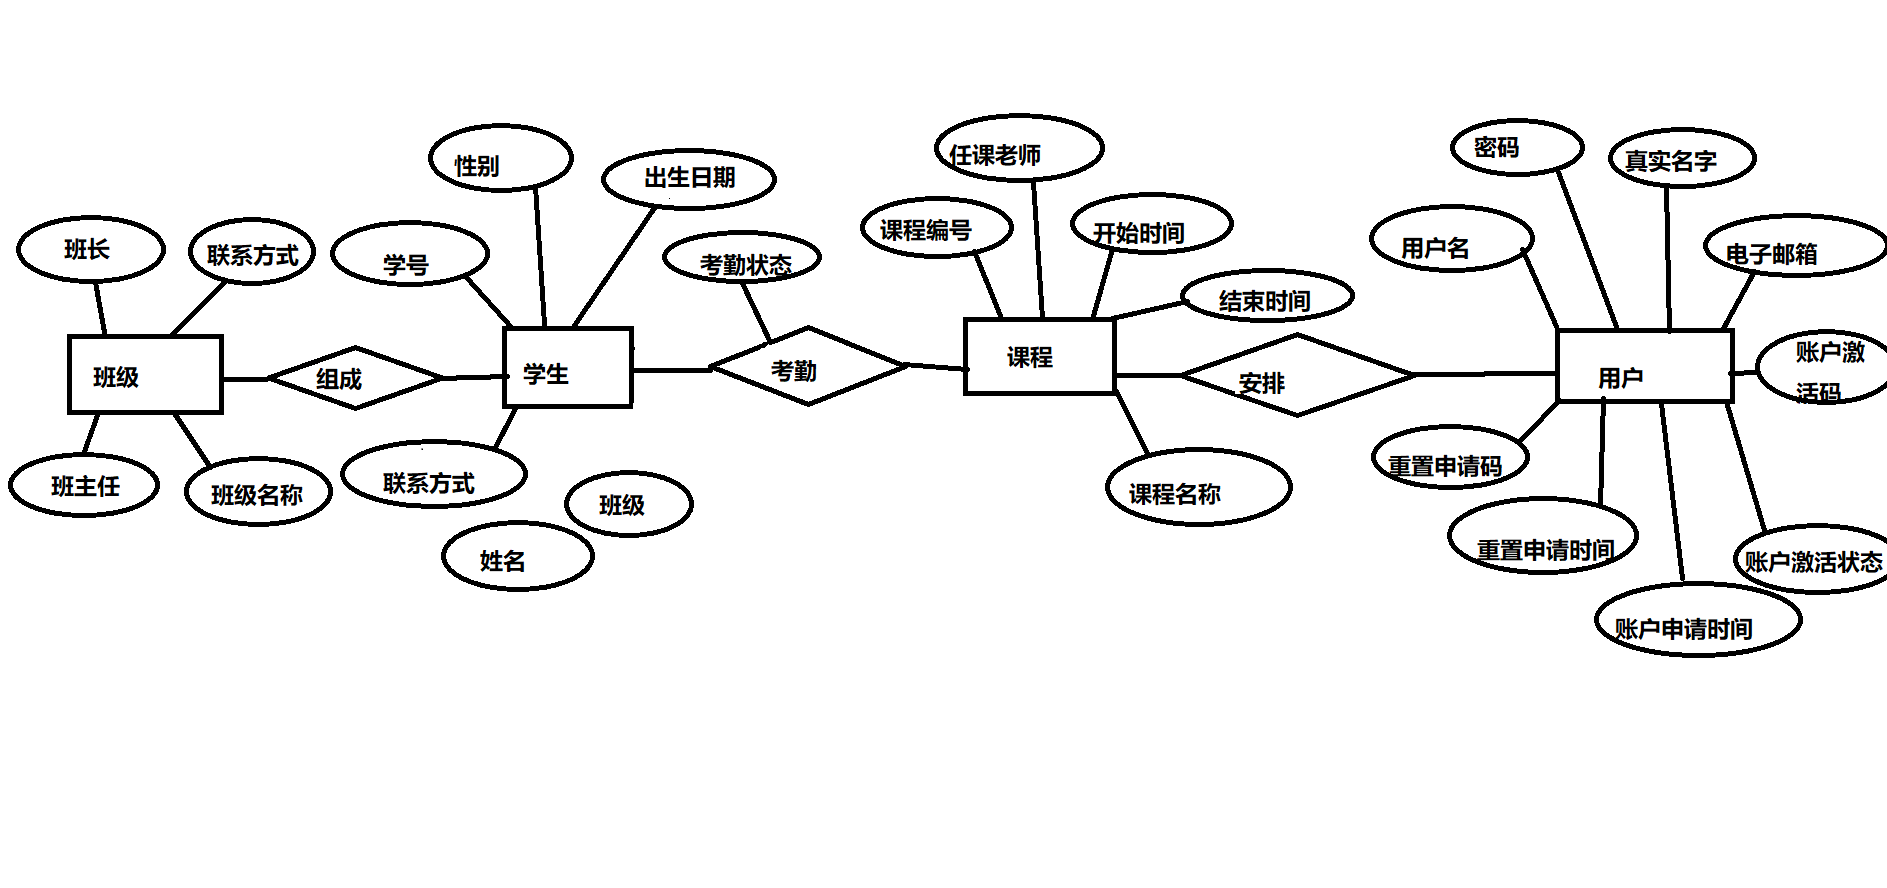 性别
出生日期
班长
联系方式
学号
考勤状态
班级
组成
学生
考勤
班主任
班级名称
联系方式
班级
姓名
任课老师
课程编号
开始时间
结束时间
课程
安排
课程名称
密码
真实名字
用户名
电子邮箱
账户激
活码
用户
重置申请码
重置申请时间
账户激活状态
账户申请时间